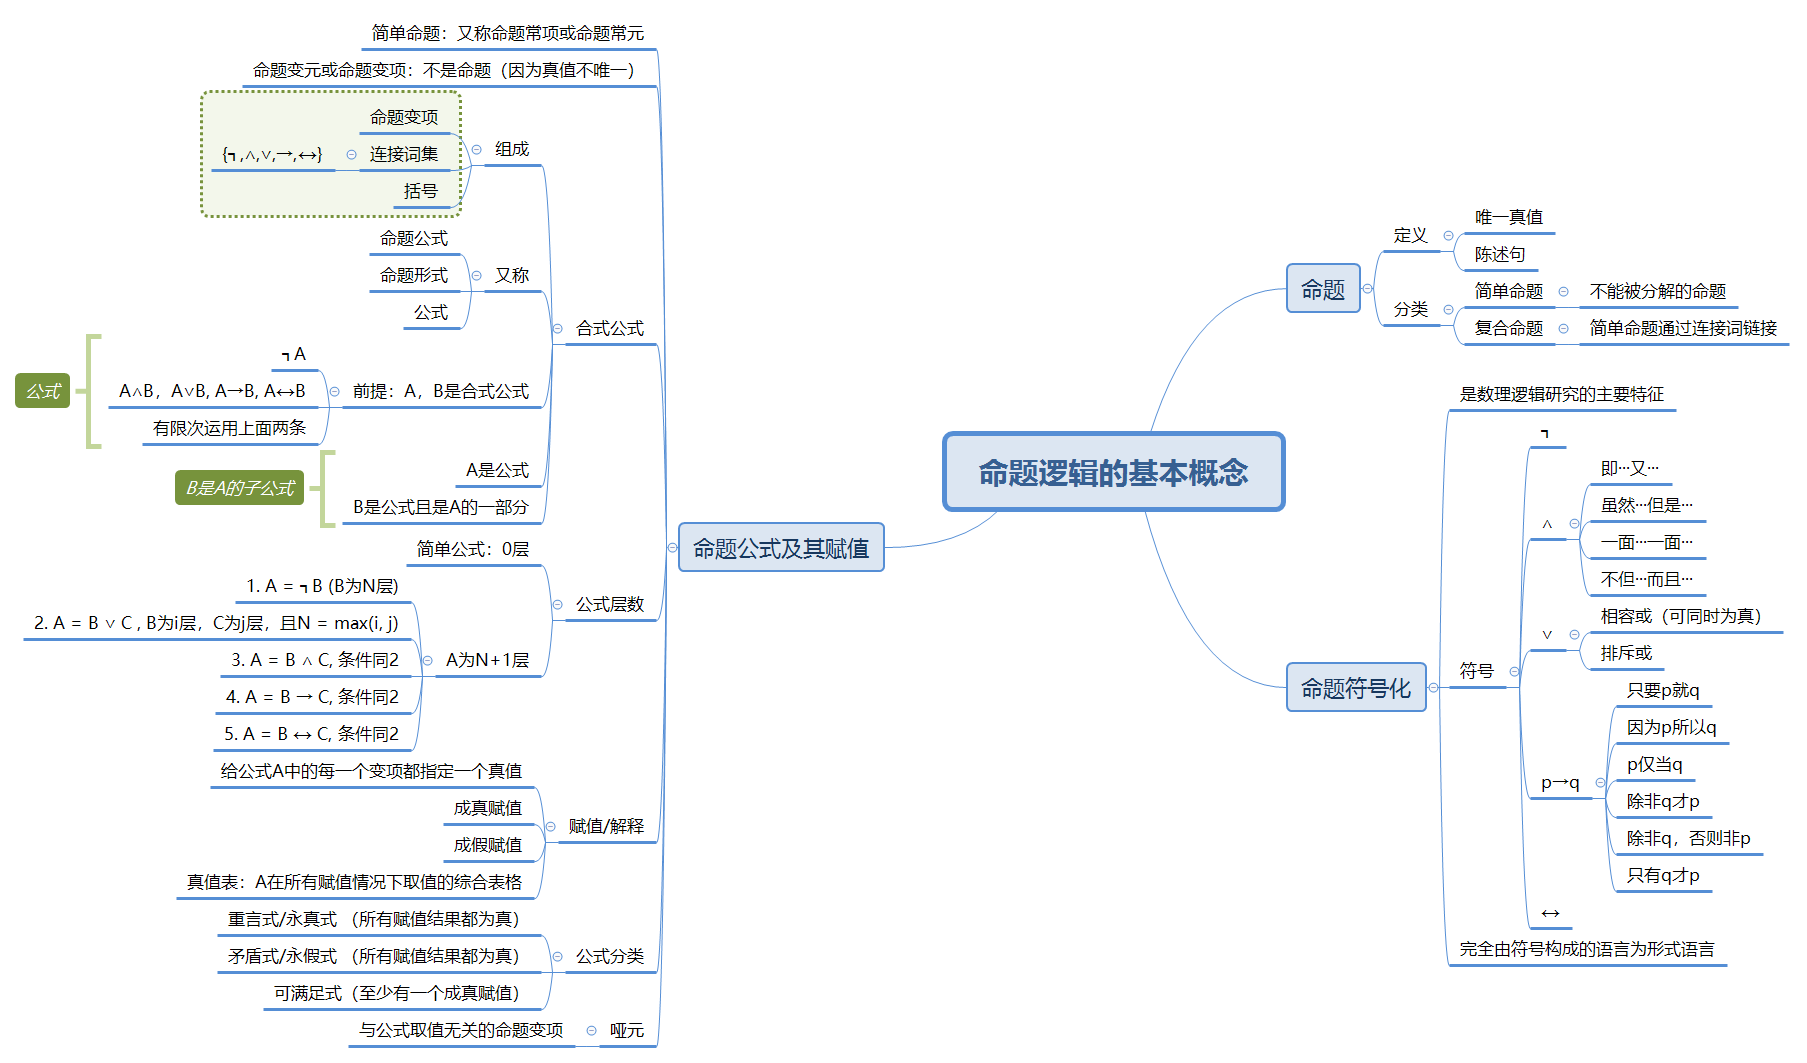 命题逻辑的基本概念
命题
定义
唯一真值
陈述句
分类
简单命题
不能被分解的命题
复合命题
简单命题通过连接词链接
命题符号化
是数理逻辑研究的主要特征
符号
┓
∧
即···又···
虽然···但是···
一面···一面···
不但···而且···
∨
相容或（可同时为真）
排斥或
p→q
只要p就q
因为p所以q
p仅当q
除非q才p
除非q，否则非p
只有q才p
↔
完全由符号构成的语言为形式语言
命题公式及其赋值
简单命题：又称命题常项或命题常元
命题变元或命题变项：不是命题（因为真值不唯一）
合式公式
组成
命题变项
连接词集
{┓,∧,∨,→,↔}
括号
又称
命题公式
命题形式
公式
前提：A，B是合式公式
┓A
A∧B，A∨B, A→B, A↔B
有限次运用上面两条
公式
A是公式
B是公式且是A的一部分
B是A的子公式
公式层数
简单公式：0层
A为N+1层
1. A = ┓B (B为N层)
2. A = B ∨ C , B为i层，C为j层，且N = max(i, j)
3. A = B ∧ C, 条件同2
4. A = B → C, 条件同2
5. A = B ↔ C, 条件同2
赋值/解释
给公式A中的每一个变项都指定一个真值
成真赋值
成假赋值
真值表：A在所有赋值情况下取值的综合表格
公式分类
重言式/永真式 （所有赋值结果都为真）
矛盾式/永假式 （所有赋值结果都为真）
可满足式（至少有一个成真赋值）
哑元
与公式取值无关的命题变项